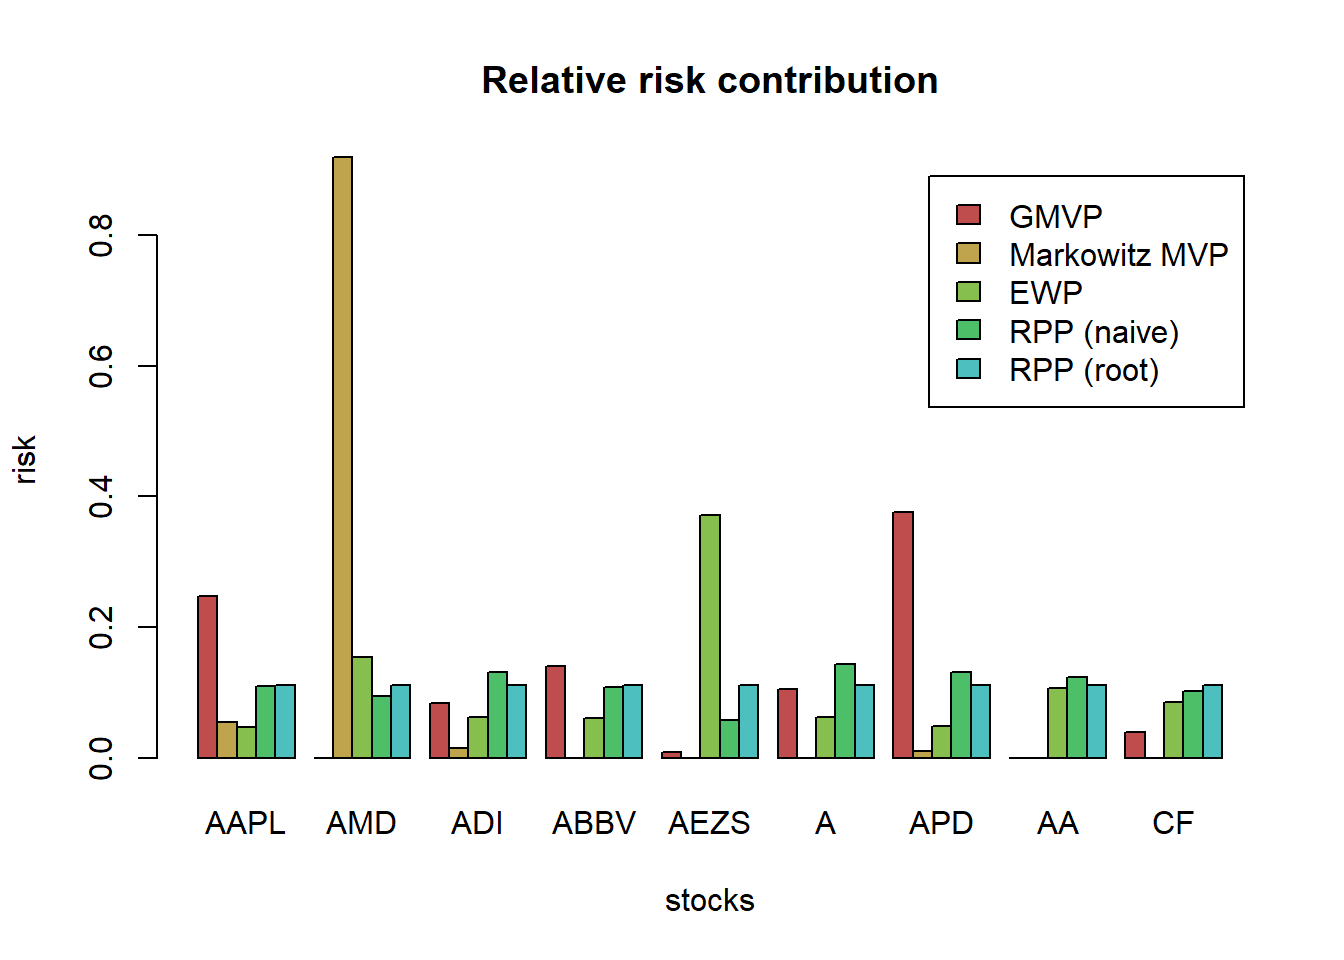 Relative risk contribution
GMVP
Markowitz MVP
EWP
RPP (naive)
RPP (root)
risk
0.8
0.6
0.4
0.2
0.0
AAPL AMD ADI ABBV AEZS A APD AA CF
stocks